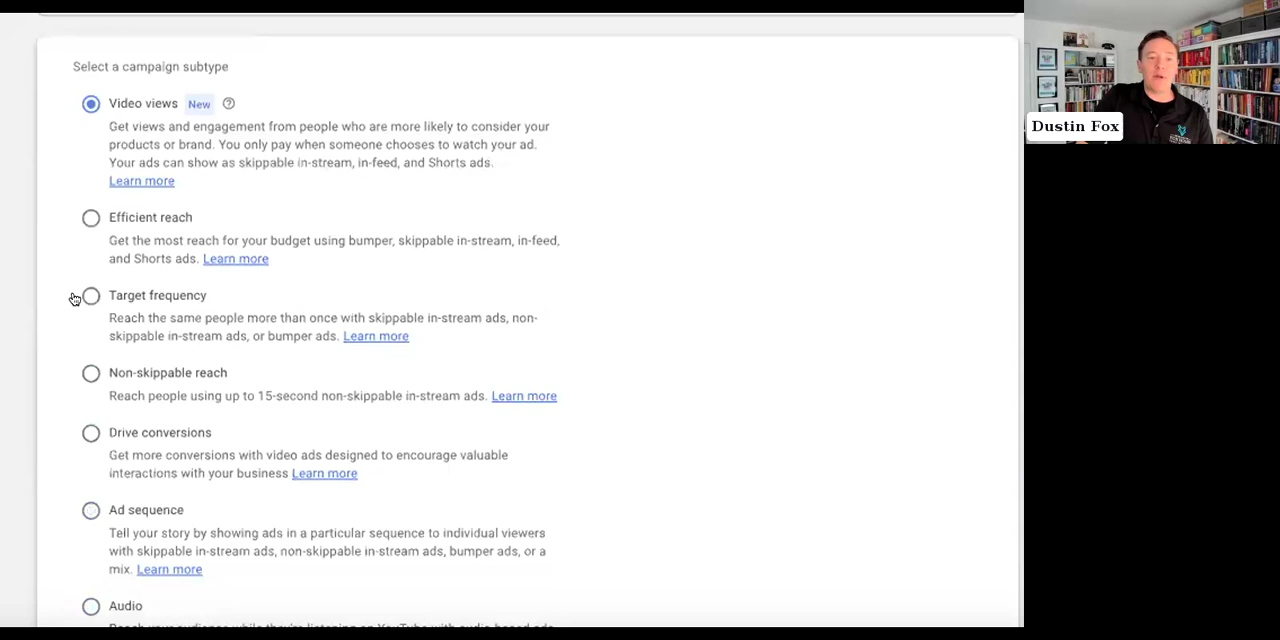 Select a campaign subtype
Video views New
Get views and engagement from people who are more likely to consider your
products or brand. You only pay when someone chooses to watch your ad.
Your ads can show as skippable in-stream, in-feed, and Shorts ads.
Learn more
Efficient reach
Get the most reach for your budget using bumper, skippable in-stream, in-feed,
and Shorts ads. Learn more
Target frequency
Reach the same people more than once with skippable in-stream ads, non-
skippable in-stream ads, or bumper ads. Learn more
Non-skippable reach
Reach people using up to 15-second non-skippable in-stream ads. Learn more
Drive conversions
Get more conversions with video ads designed to encourage valuable
interactions with your business Learn more
Ad sequence
Tell your story by showing ads in a particular sequence to individual viewers
with skippable in-stream ads, non-skippable in-stream ads, bumper ads, or a
mix. Learn more
Audio
Dustin Fox